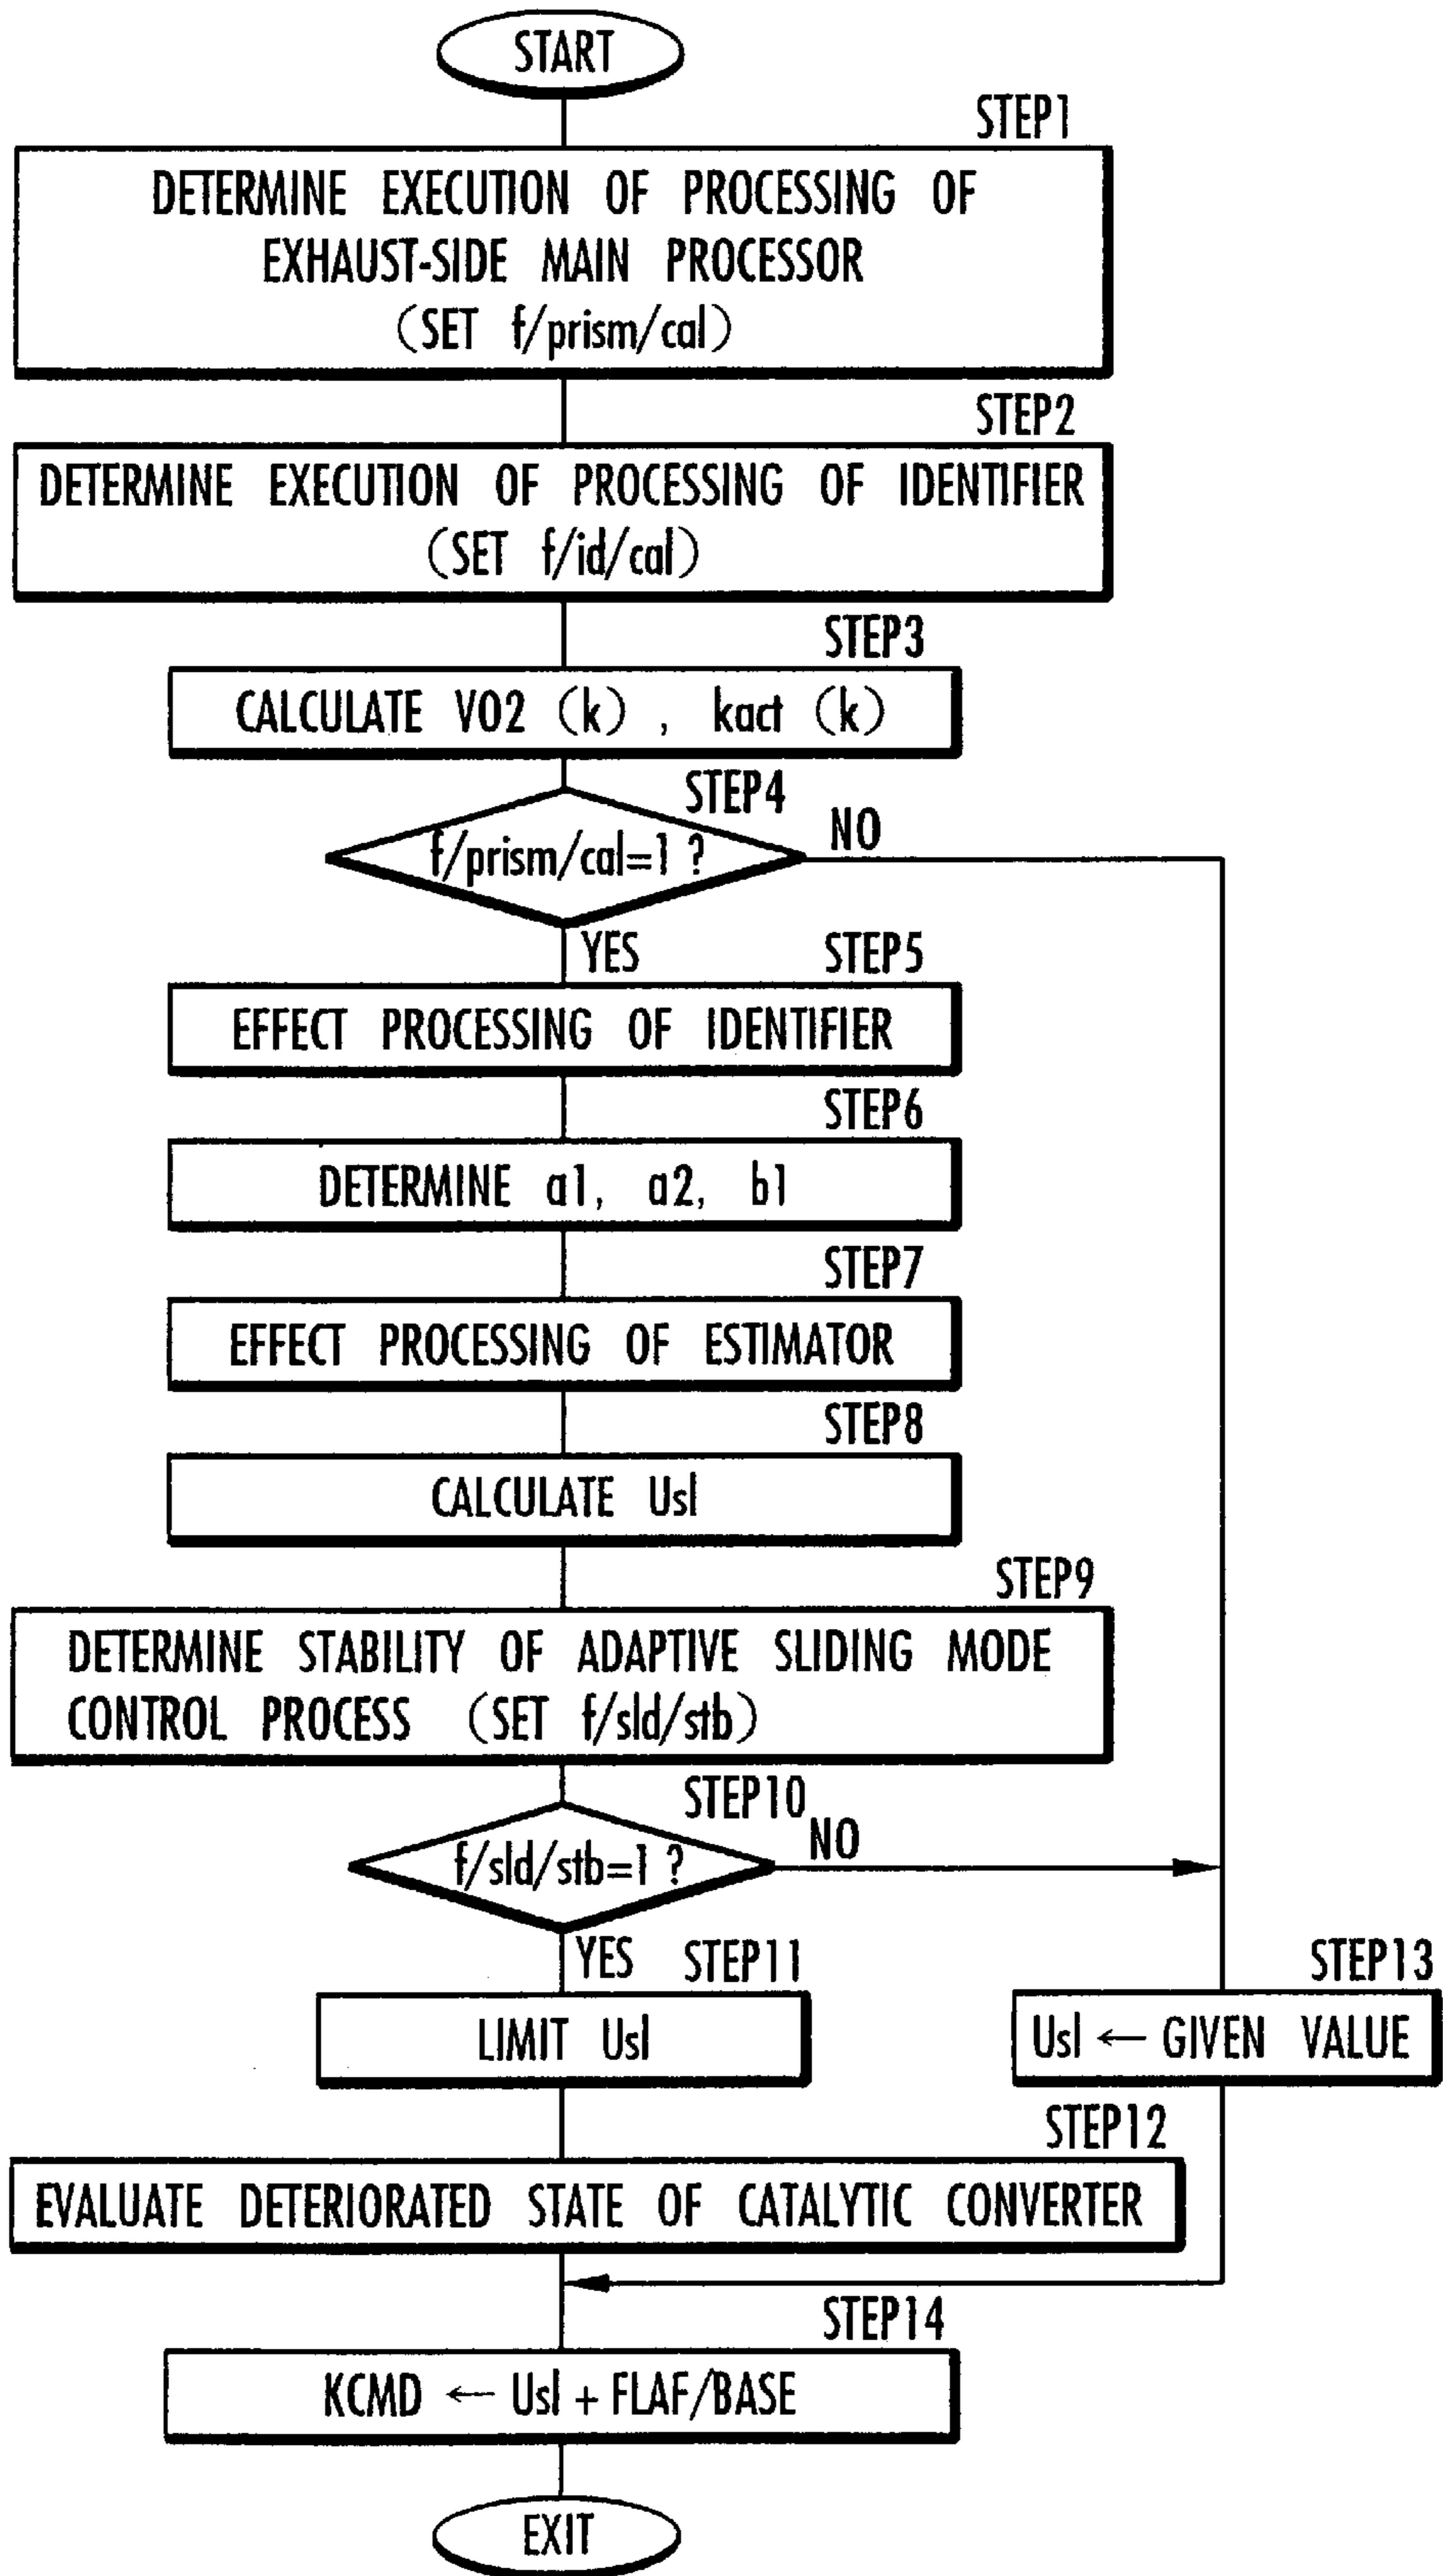 START
STEP1
DETERMINE EXECUTION OF PROCESSING OF
EXHAUST-SIDE MAIN PROCESSOR
(SET f/prism/cal)
STEP2
DETERMINE EXECUTION OF PROCESSING OF IDENTIFIER
(SET f/id/cal)
STEP3
CALCULATE VO2 (k) , kact (k)
STEP4
f/prism/cal=1 ?
NO
YES
STEP5
EFFECT PROCESSING OF IDENTIFIER
STEP6
DETERMINE a1, a2, b1
STEP7
EFFECT PROCESSING OF ESTIMATOR
STEP8
CALCULATE Usl
STEP9
DETERMINE STABILITY OF ADAPTIVE SLIDING MODE
CONTROL PROCESS (SET f/sld/stb)
STEP10
f/sld/stb=1 ?
NO
YES
STEP11
LIMIT Usl
STEP13
Usl ← GIVEN VALUE
STEP12
EVALUATE DETERIORATED STATE OF CATALYTIC CONVERTER
STEP14
KCMD ← Usl + FLAF/BASE
EXIT